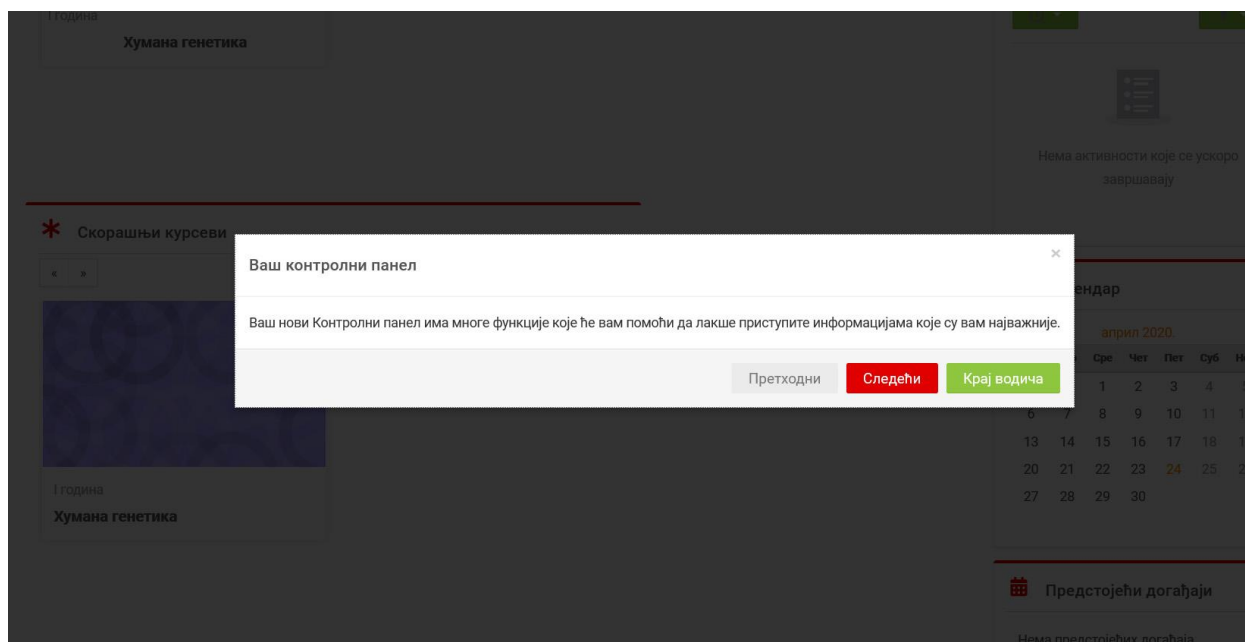 I година
Хумана генетика
Нема активности које се ускоро
завршавају
Скорашњи курсеви
«
»
Ваш контролни панел
×
Ваш нови Контролни панел има многе функције које ће вам помоћи да лакше приступите информацијама које су вам најважније.
Претходни
Следећи
Крај водича
април 2020.
Сре Чет Пет Суб
1 2 3 4
6 7 8 9 10 11
13 14 15 16 17 18
20 21 22 23 24 25
27 28 29 30
I година
Хумана генетика
Предстојећи догађаји
Нема предстојећих догађаја